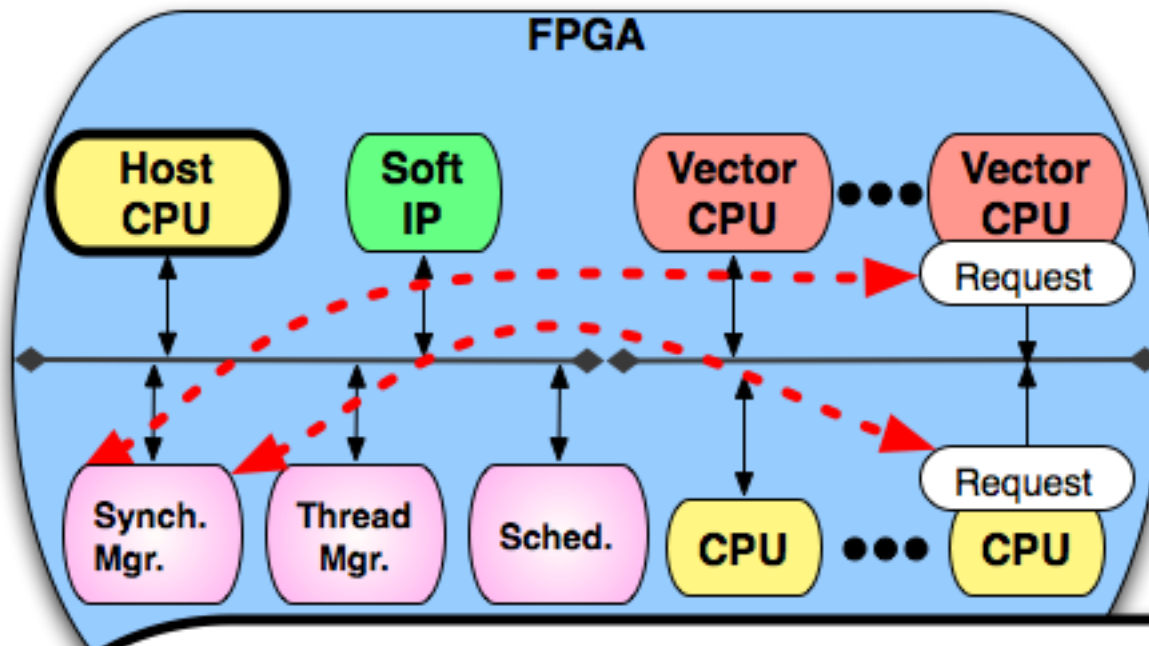 FPGA
Host
CPU
Soft
IP
Vector
CPU
Vector
CPU
Request
Synch.
Mgr.
Thread
Mgr.
Sched.
CPU
Request
CPU